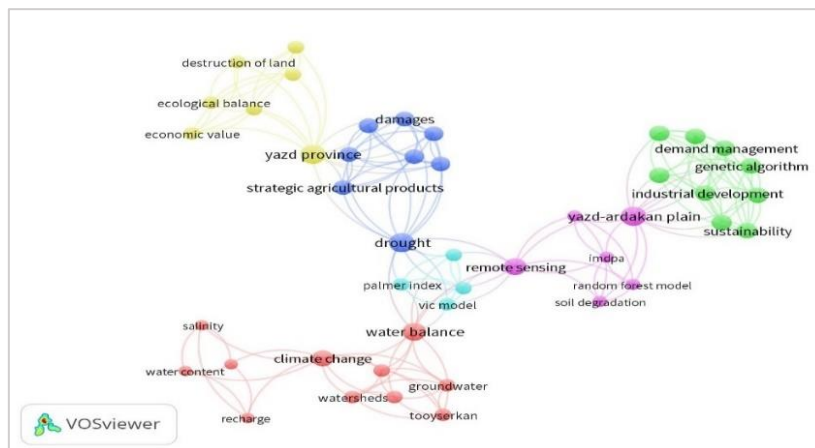 destruction of land
ecological balance
economic value
yazd province
damages
strategic agricultural products
demand management
genetic algorithm
industrial development
yazd-ardakan plain
sustainability
drought
remote sensing
imdpa
random forest model
soil degradation
palmer index
vic model
water balance
salinity
climate change
water content
groundwater
watersheds
tooyserkan
recharge
VOSviewer